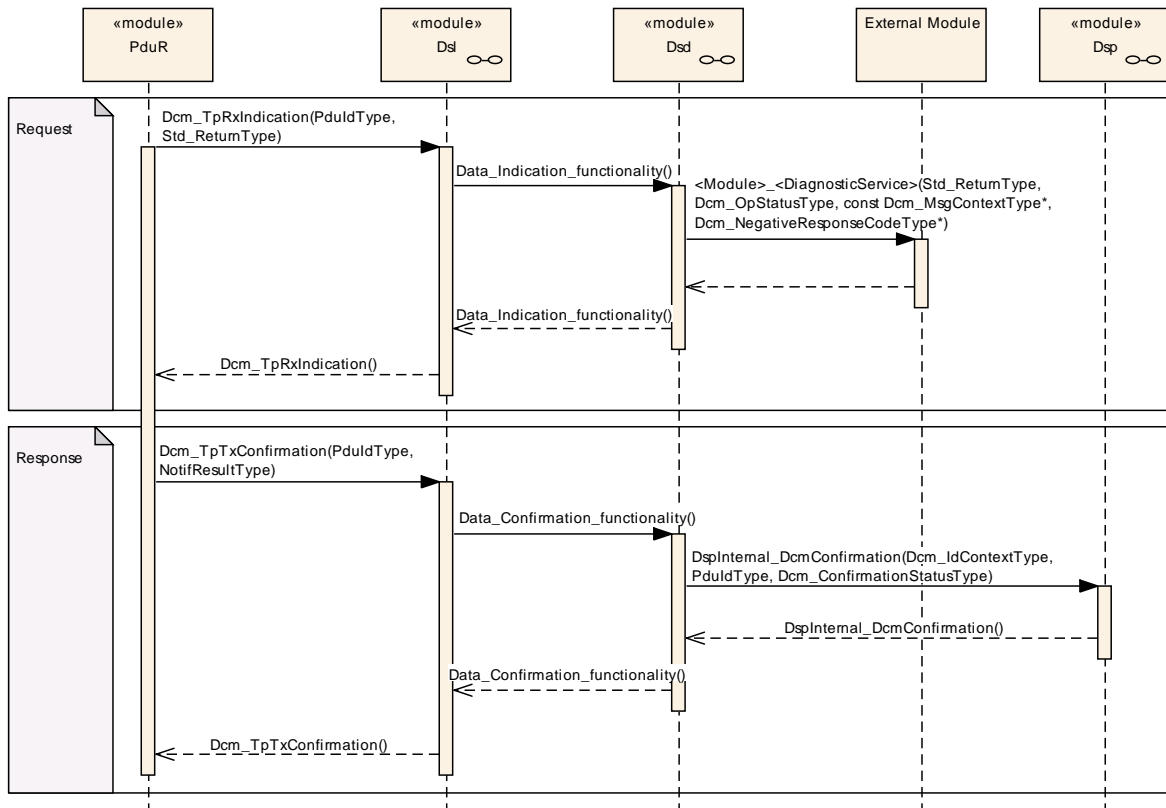 «module»
PduR
«module»
Dsl
«module»
Dsd
External Module
«module»
Dsp
Request
Dcm_TpRxIndication(PduIdType,
Std_ReturnType)
Data_Indication_functionality()
<Module>_<DiagnosticService>(Std_ReturnType,
Dcm_OpStatusType, const Dcm_MsgContextType*,
Dcm_NegativeResponseCodeType*)
Data_Indication_functionality()
Dcm_TpRxIndication()
Response
Dcm_TpTxConfirmation(PduIdType,
NotifResultType)
Data_Confirmation_functionality()
DspInternal_DcmConfirmation(Dcm_IdContextType,
PduIdType, Dcm_ConfirmationStatusType)
DspInternal_DcmConfirmation()
Data_Confirmation_functionality()
Dcm_TpTxConfirmation()